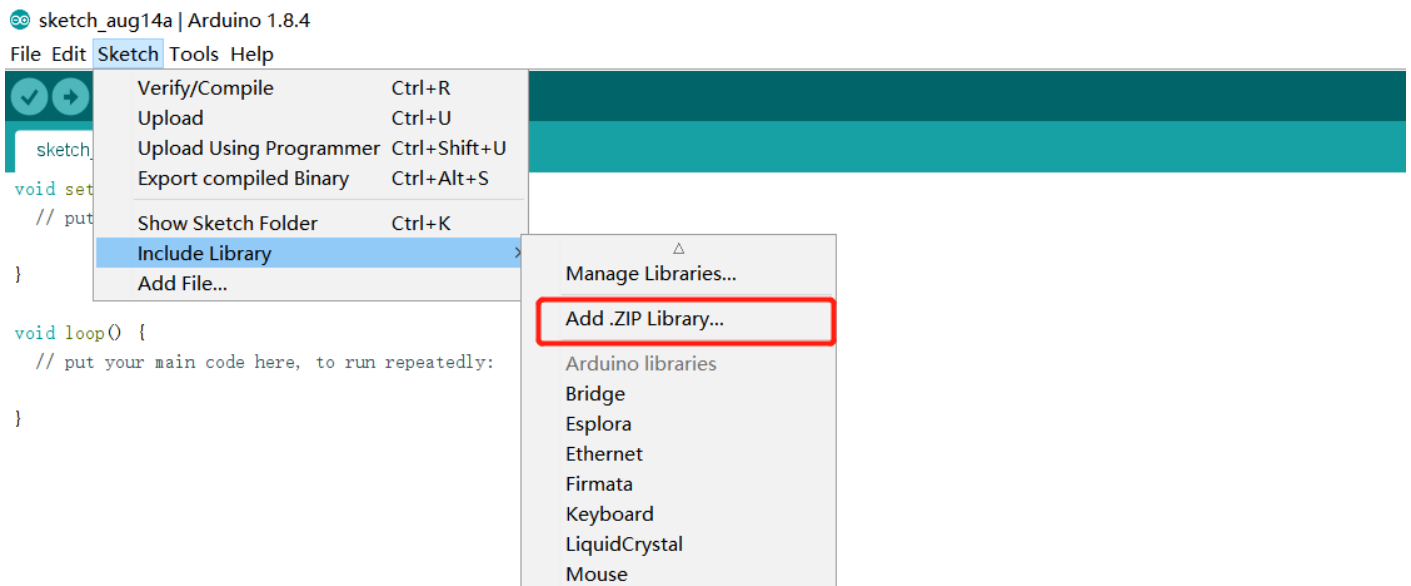 sketch_aug14a | Arduino 1.8.4
File Edit Sketch Tools Help
Verify/Compile Ctrl+R
Upload Ctrl+U
Upload Using Programmer Ctrl+Shift+U
Export compiled Binary Ctrl+Alt+S
Show Sketch Folder Ctrl+K
Include Library
Add File...
sketch_
void set
// put
}
void loop() {
// put your main code here, to run repeatedly:
}
Manage Libraries...
Add .ZIP Library...
Arduino libraries
Bridge
Esplora
Ethernet
Firmata
Keyboard
LiquidCrystal
Mouse